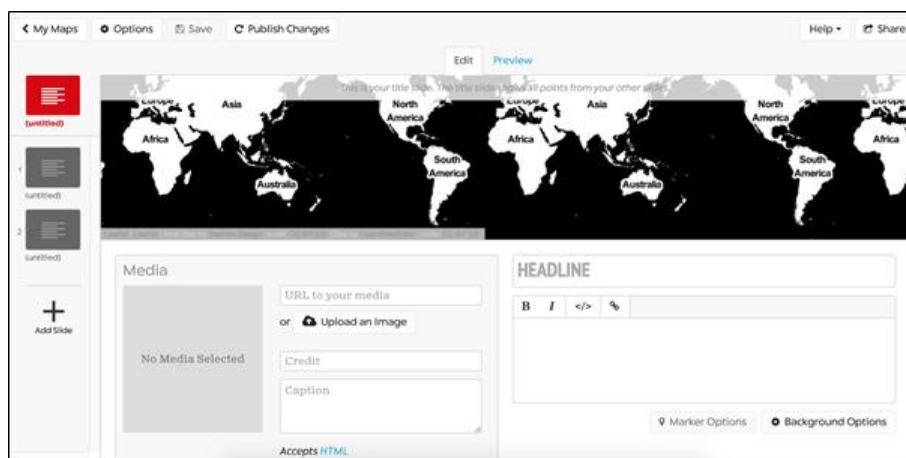 My Maps Options Save Publish Changes Help Share
Edit Preview
This is your title slide. The title slide shows all points from your other slides.
Europe Asia North America Asia North America Europe
Africa Africa Africa
South America South America
Australia Australia
(untitled)
1
(untitled)
2
(untitled)
Add Slide
Media
No Media Selected
URL to your media
or Upload an Image
Credit
Caption
Accepts HTML
HEADLINE
B I </>
Marker Options Background Options